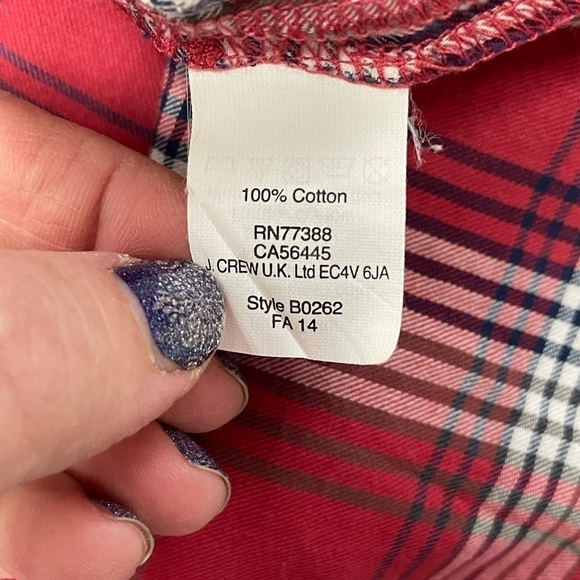 100% Cotton
RN77388
CA56445
J. CREW U.K. Ltd EC4V 6JA
Style B0262
FA 14